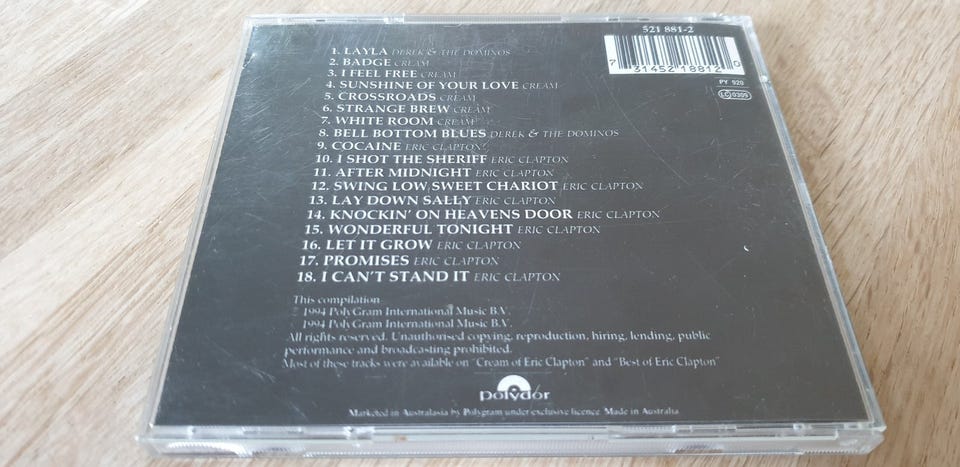 521 881-2
7 31452 18812 0
PY 920
LC 0309
1. LAYLA DEREK & THE DOMINOS
2. BADGE CREAM
3. I FEEL FREE CREAM
4. SUNSHINE OF YOUR LOVE CREAM
5. CROSSROADS CREAM
6. STRANGE BREW CREAM
7. WHITE ROOM CREAM
8. BELL BOTTOM BLUES DEREK & THE DOMINOS
9. COCAINE ERIC CLAPTON
10. I SHOT THE SHERIFF ERIC CLAPTON
11. AFTER MIDNIGHT ERIC CLAPTON
12. SWING LOW SWEET CHARIOT ERIC CLAPTON
13. LAY DOWN SALLY ERIC CLAPTON
14. KNOCKIN' ON HEAVENS DOOR ERIC CLAPTON
15. WONDERFUL TONIGHT ERIC CLAPTON
16. LET IT GROW ERIC CLAPTON
17. PROMISES ERIC CLAPTON
18. I CAN'T STAND IT ERIC CLAPTON
This compilation
1994 PolyGram International Music B.V.
1994 PolyGram International Music B.V.
All rights reserved. Unauthorised copying, reproduction, hiring, lending, public
performance and broadcasting prohibited.
Most of these tracks were available on "Cream of Eric Clapton" and "Best of Eric Clapton"
polydor
Marketed in Australasia by Polygram under exclusive licence Made in Australia